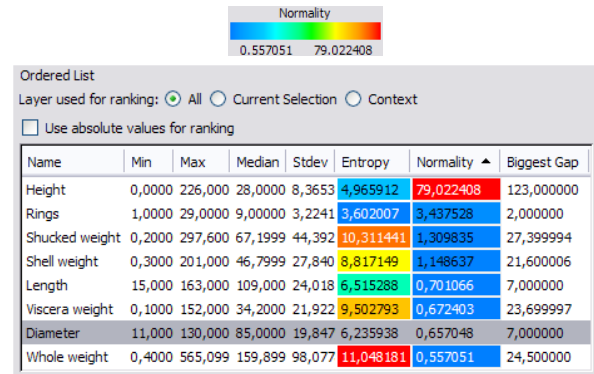 Normality
0.557051 79.022408
Ordered List
Layer used for ranking: All Current Selection Context
Use absolute values for ranking
Name Min Max Median Stdev Entropy Normality Biggest Gap
Height 0,0000 226,000 28,0000 8,3653 4,965912 79,022408 123,000000
Rings 1,0000 29,0000 9,00000 3,2241 3,602007 3,437528 2,000000
Shucked weight 0,2000 297,600 67,1999 44,392 10,311441 1,309835 27,399994
Shell weight 0,3000 201,000 46,7999 27,840 8,817149 1,148637 21,600006
Length 15,000 163,000 109,000 24,018 6,515288 0,701066 7,000000
Viscera weight 0,1000 152,000 34,2000 21,922 9,502793 0,672403 23,699997
Diameter 11,000 130,000 85,0000 19,847 6,235938 0,657048 7,000000
Whole weight 0,4000 565,099 159,899 98,077 11,048181 0,557051 24,500000